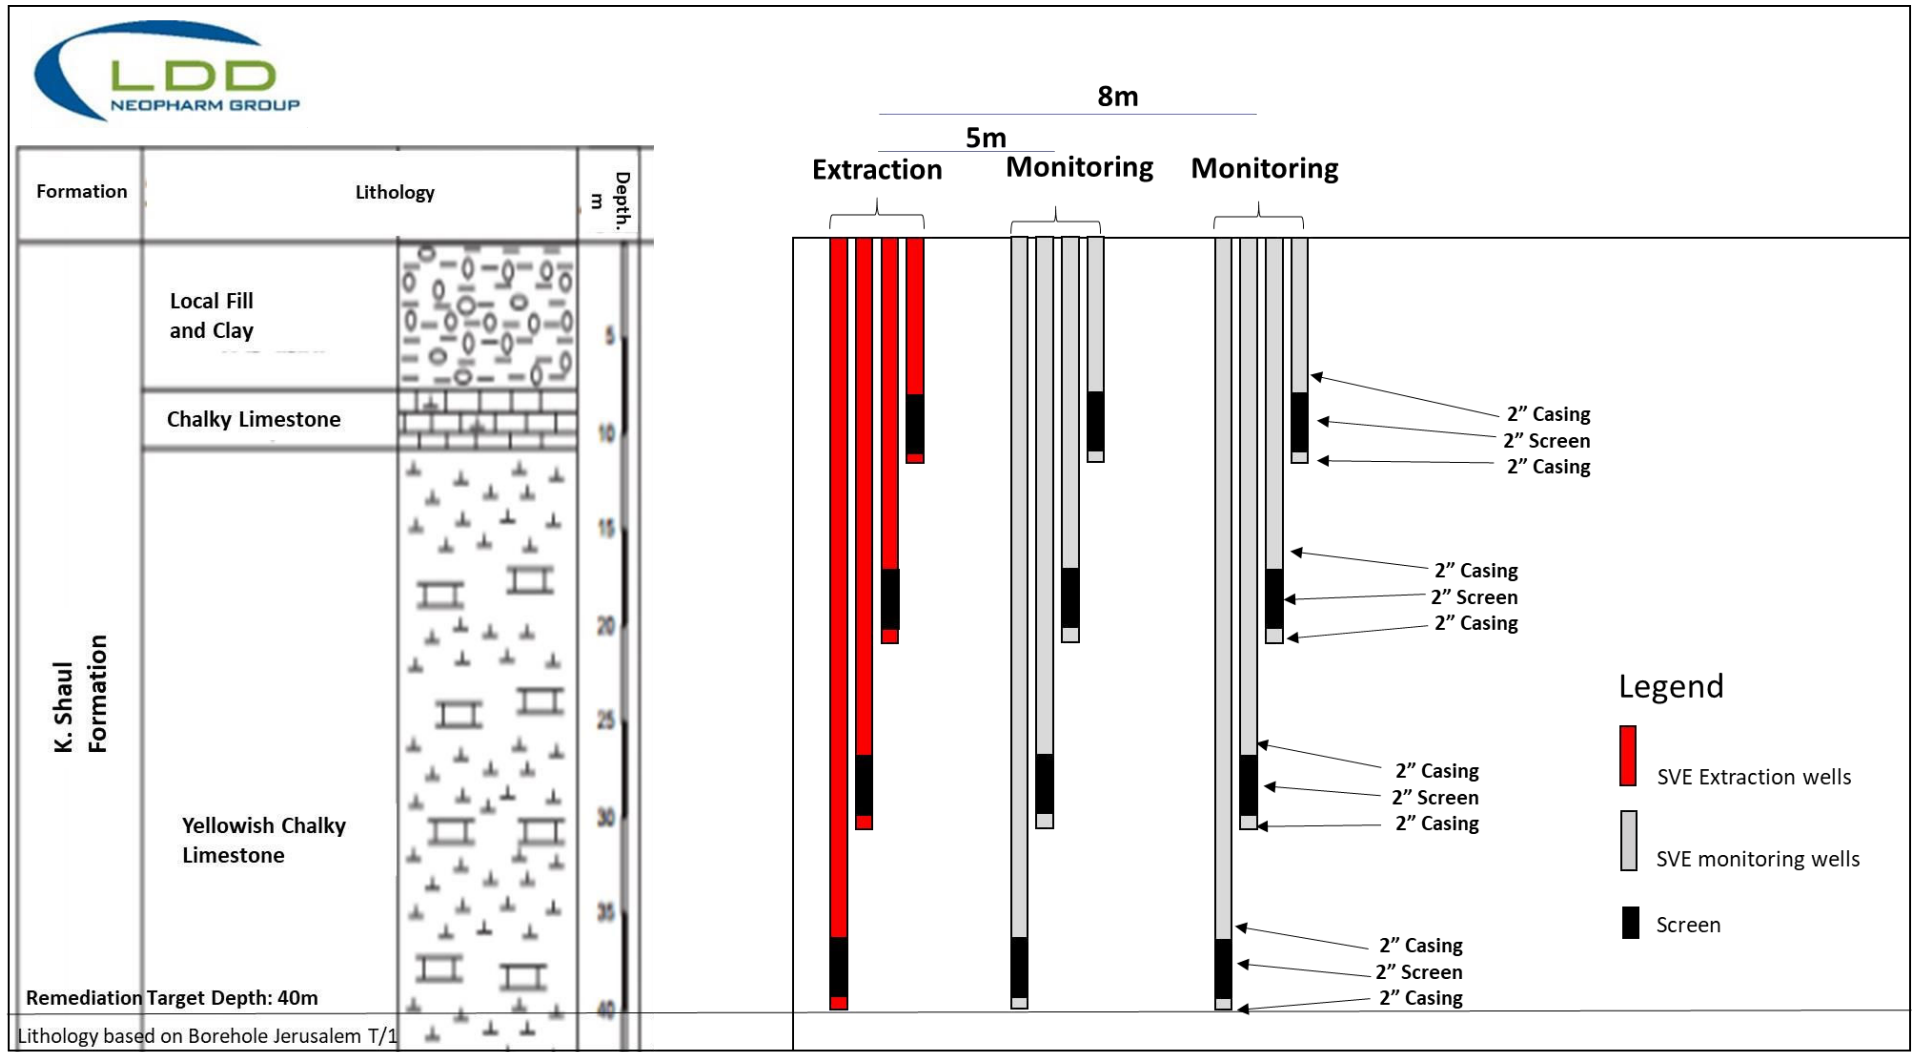 LDD
NEOPHARM GROUP
Formation
Lithology
Depth.
m
Local Fill
and Clay
Chalky Limestone
K. Shaul
Formation
Yellowish Chalky
Limestone
5
10
15
20
25
30
35
40
Remediation Target Depth: 40m
Lithology based on Borehole Jerusalem T/1
8m
5m
Extraction
Monitoring
Monitoring
2” Casing
2” Screen
2” Casing
2” Casing
2” Screen
2” Casing
2” Casing
2” Screen
2” Casing
2” Casing
2” Screen
2” Casing
Legend
SVE Extraction wells
SVE monitoring wells
Screen